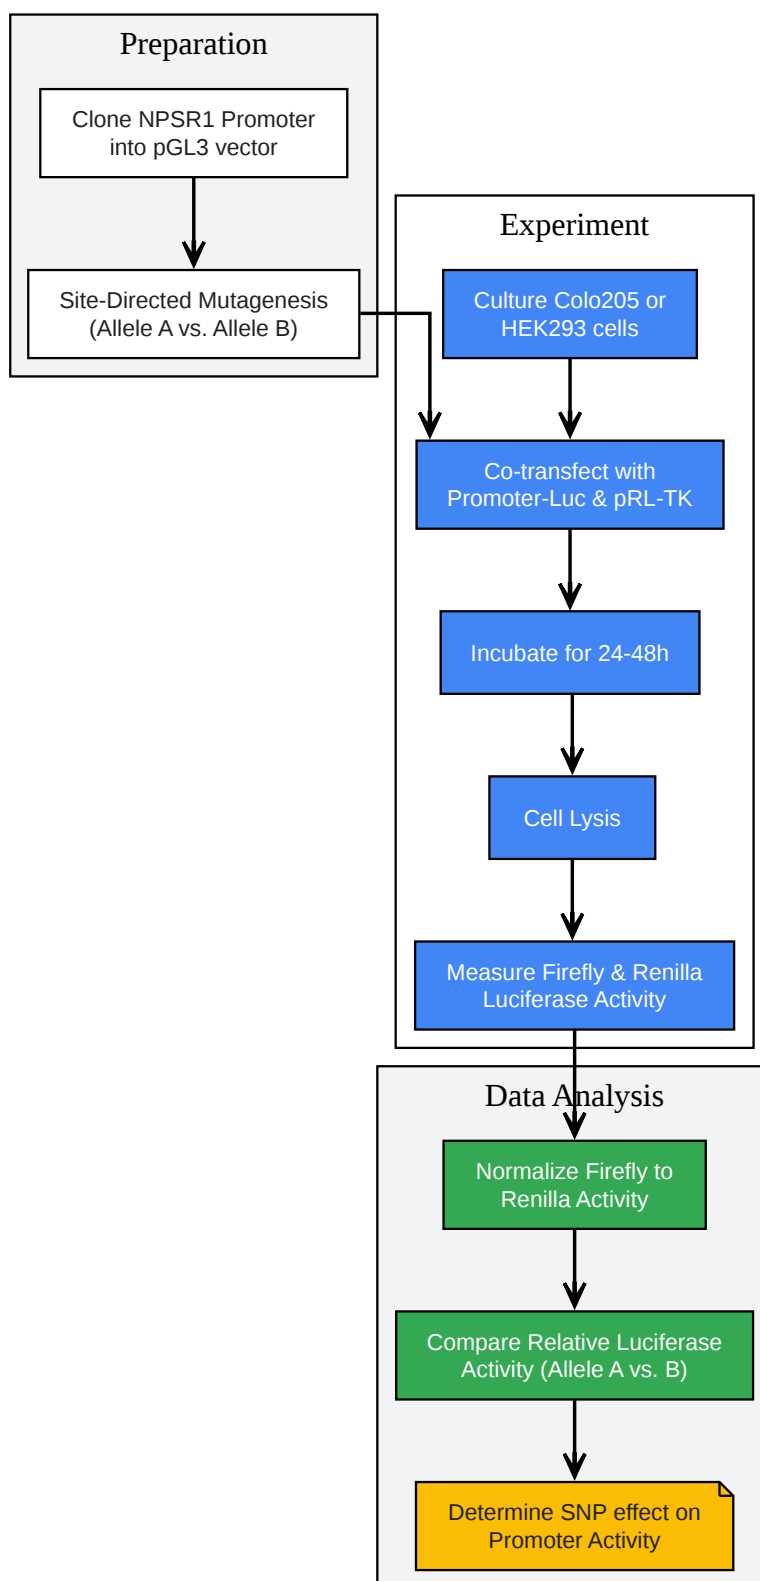 Preparation
Clone NPSR1 Promoter
into pGL3 vector
Site-Directed Mutagenesis
(Allele A vs. Allele B)
Experiment
Culture Colo205 or
HEK293 cells
Co-transfect with
Promoter-Luc & pRL-TK
Incubate for 24-48h
Cell Lysis
Measure Firefly & Renilla
Luciferase Activity
Data Analysis
Normalize Firefly to
Renilla Activity
Compare Relative Luciferase
Activity (Allele A vs. B)
Determine SNP effect on
Promoter Activity